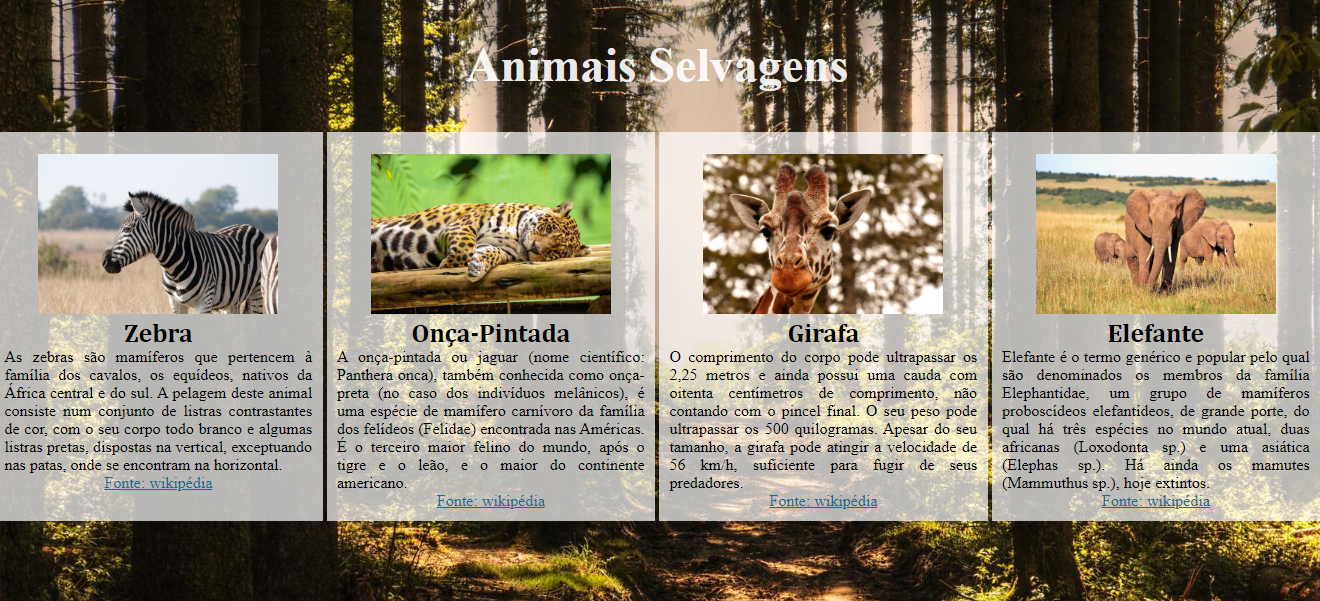 Animais Selvagens
Zebra
As zebras são mamíferos que pertencem à
família dos cavalos, os equídeos, nativos da
África central e do sul. A pelagem deste animal
consiste num conjunto de listras contrastantes
de cor, com o seu corpo todo branco e algumas
listras pretas, dispostas na vertical, exceptuando
nas patas, onde se encontram na horizontal.
Fonte: wikipédia
Onça-Pintada
A onça-pintada ou jaguar (nome científico:
Panthera onca), também conhecida como onça-
preta (no caso dos indivíduos melânicos), é
uma espécie de mamífero carnívoro da família
dos felídeos (Felidae) encontrada nas Américas.
É o terceiro maior felino do mundo, após o
tigre e o leão, e o maior do continente
americano.
Fonte: wikipédia
Girafa
O comprimento do corpo pode ultrapassar os
2,25 metros e ainda possui uma cauda com
oitenta centímetros de comprimento, não
contando com o pincel final. O seu peso pode
ultrapassar os 500 quilogramas. Apesar do seu
tamanho, a girafa pode atingir a velocidade de
56 km/h, suficiente para fugir de seus
predadores.
Fonte: wikipédia
Elefante
Elefante é o termo genérico e popular pelo qual
são denominados os membros da família
Elephantidae, um grupo de mamíferos
proboscídeos elefantídeos, de grande porte, do
qual há três espécies no mundo atual, duas
africanas (Loxodonta sp.) e uma asiática
(Elephas sp.). Há ainda os mamutes
(Mammuthus sp.), hoje extintos.
Fonte: wikipédia